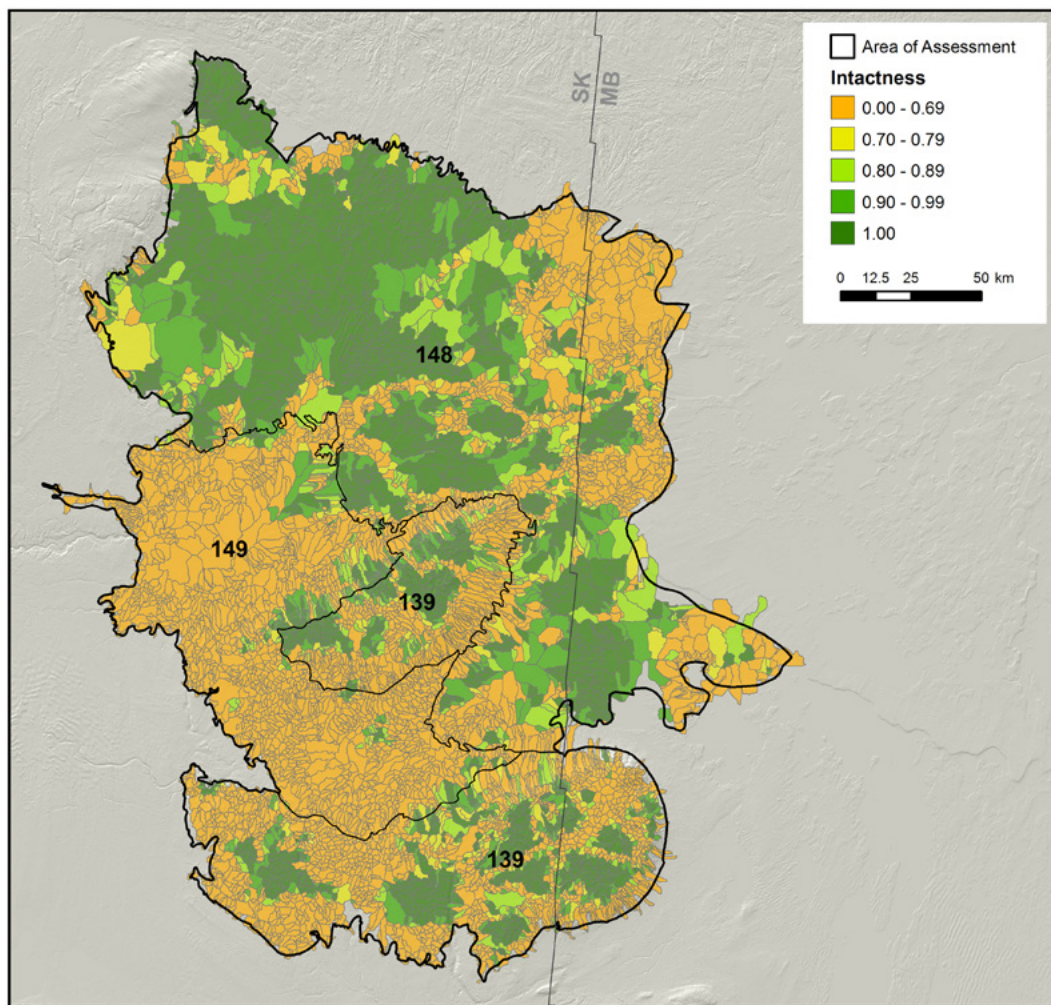 SK
MB
Area of Assessment
Intactness
0.00 - 0.69
0.70 - 0.79
0.80 - 0.89
0.90 - 0.99
1.00
0 12.5 25 50 km
148
149
139
139